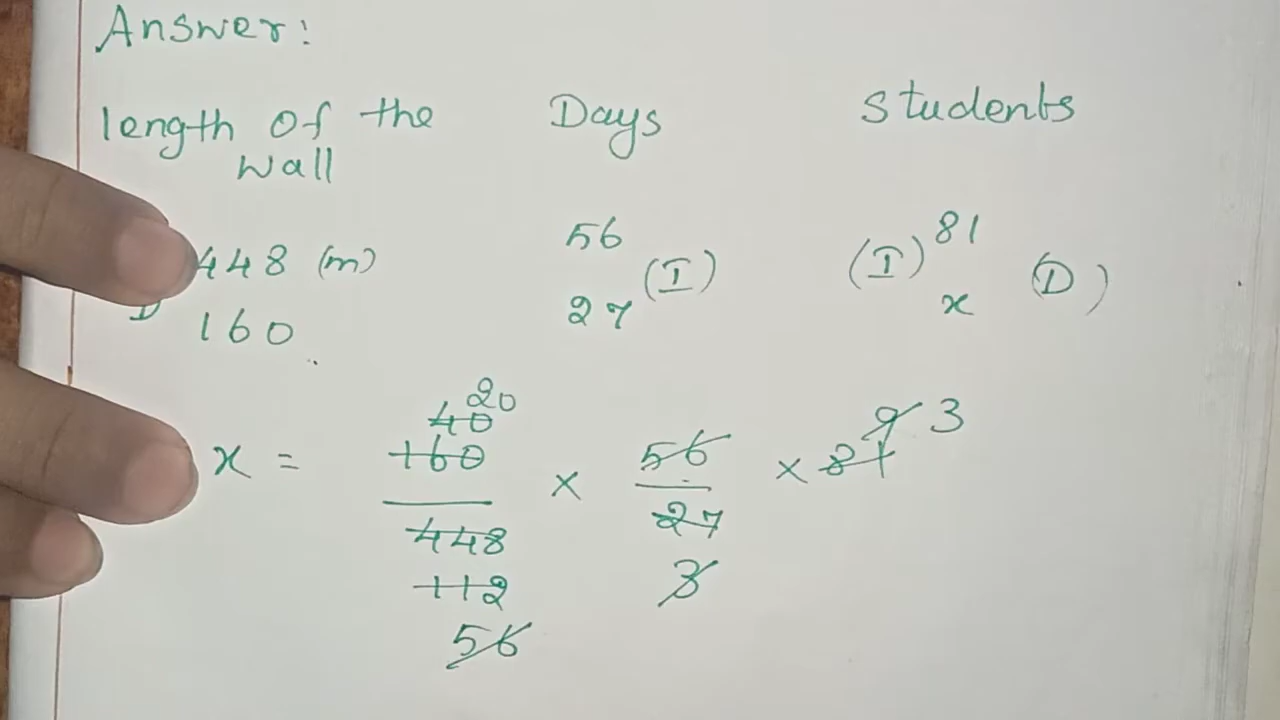 Answer:
length of the Days Students
wall
448 (m) 56 (I) (I) 81 (D)
D 160 27 x
20
40 9 3
x = 160 × 56 × 81
448 27
112 3
56